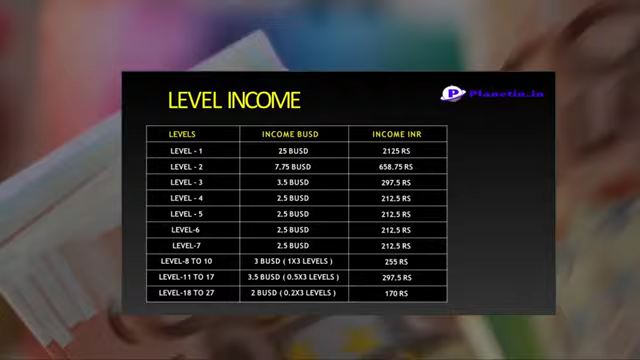 LEVEL INCOME
Planetin.in
LEVELS INCOME BUSD INCOME INR
LEVEL - 1 25 BUSD 2125 RS
LEVEL - 2 7.75 BUSD 658.75 RS
LEVEL - 3 3.5 BUSD 297.5 RS
LEVEL - 4 2.5 BUSD 212.5 RS
LEVEL - 5 2.5 BUSD 212.5 RS
LEVEL-6 2.5 BUSD 212.5 RS
LEVEL-7 2.5 BUSD 212.5 RS
LEVEL-8 TO 10 3 BUSD ( 1X3 LEVELS ) 255 RS
LEVEL-11 TO 17 3.5 BUSD ( 0.5X3 LEVELS ) 297.5 RS
LEVEL-18 TO 27 2 BUSD ( 0.2X3 LEVELS ) 170 RS